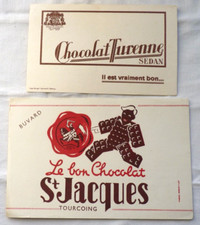 Chocolat Turenne
SEDAN
Il est vraiment bon...
BUVARD
Le bon Chocolat
St Jacques
...TOURCOING